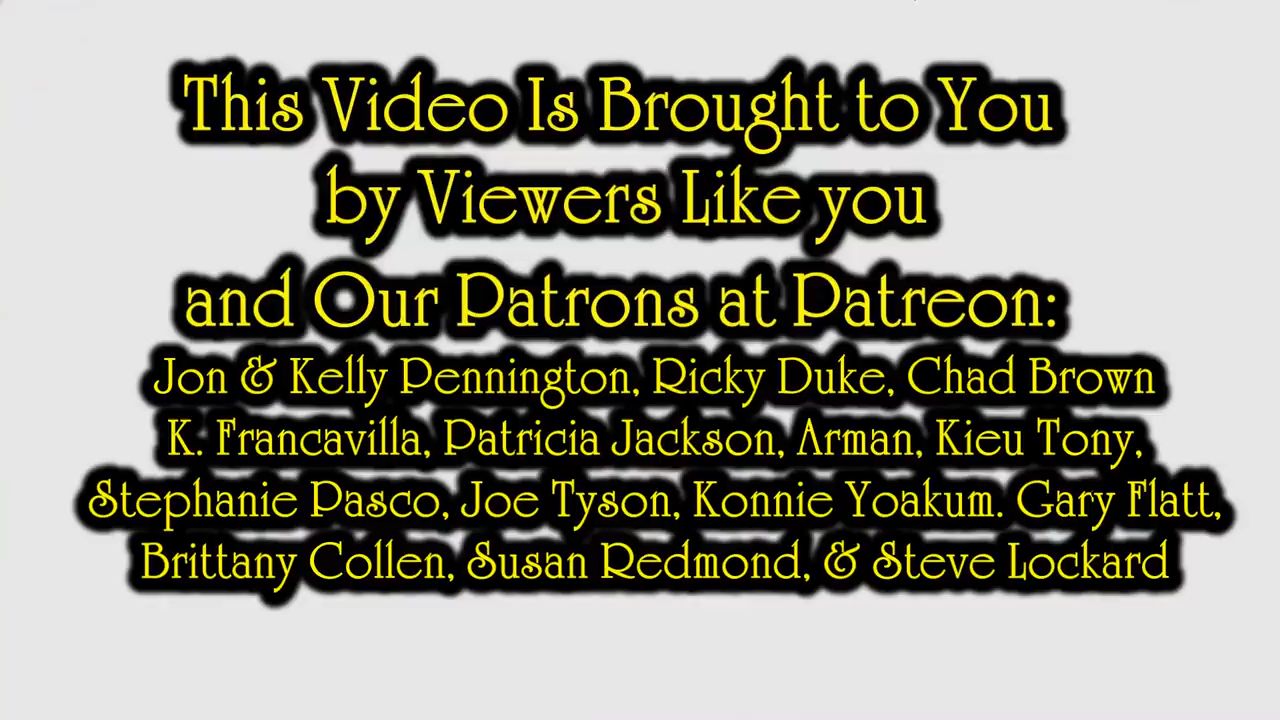 This Video Is Brought to You
by Viewers Like you
and Our Patrons at Patreon:
Jon & Kelly Pennington, Ricky Duke, Chad Brown
K. Francavilla, Patricia Jackson, Arman, Kieu Tony,
Stephanie Pasco, Joe Tyson, Konnie Yoakum. Gary Flatt,
Brittany Collen, Susan Redmond, & Steve Lockard